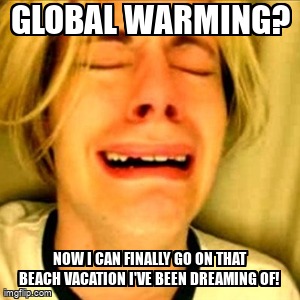 GLOBAL WARMING?
NOW I CAN FINALLY GO ON THAT
BEACH VACATION I'VE BEEN DREAMING OF!
imgflip.com